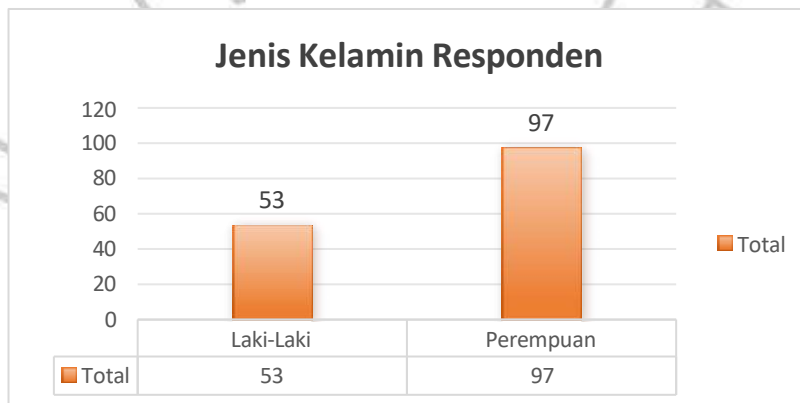 Jenis Kelamin Responden
120
100
80
60
40
20
0
53
97
Total
Laki-Laki Perempuan
Total 53 97